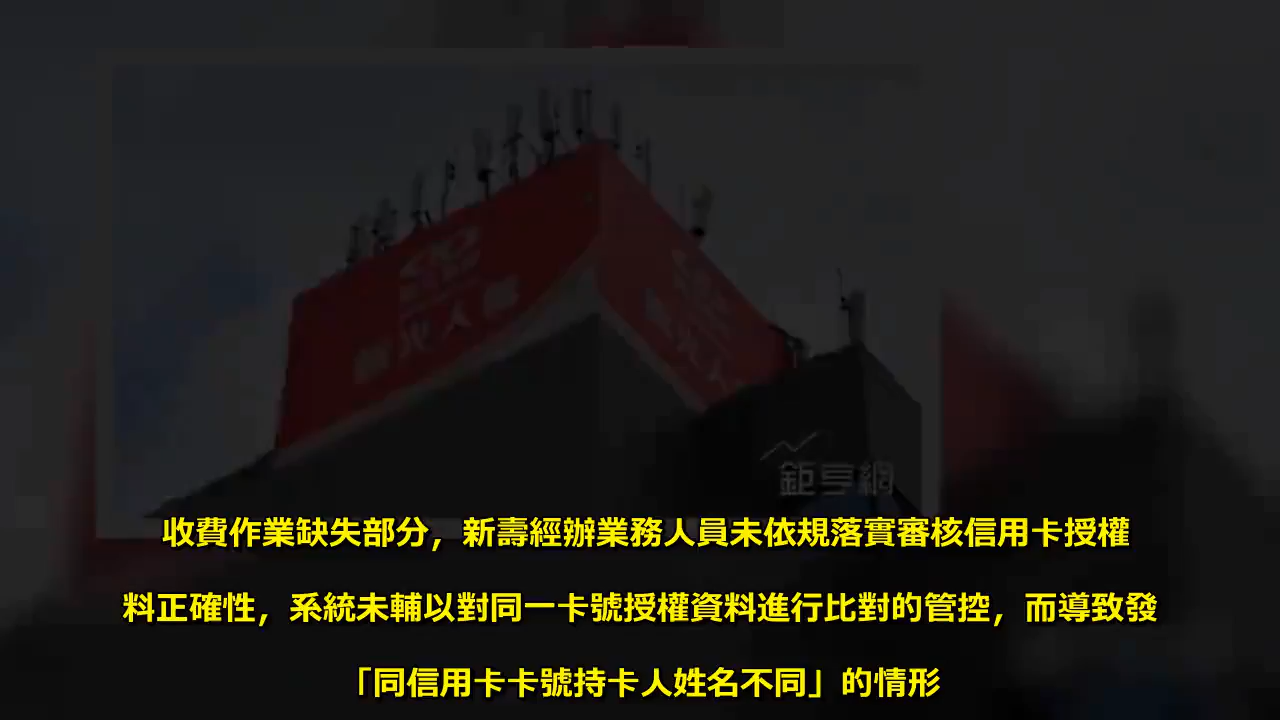 鉅亨網
收費作業缺失部分，新壽經辦業務人員未依規落實審核信用卡授權
料正確性，系統未輔以對同一卡號授權資料進行比對的管控，而導致發
「同信用卡卡號持卡人姓名不同」的情形